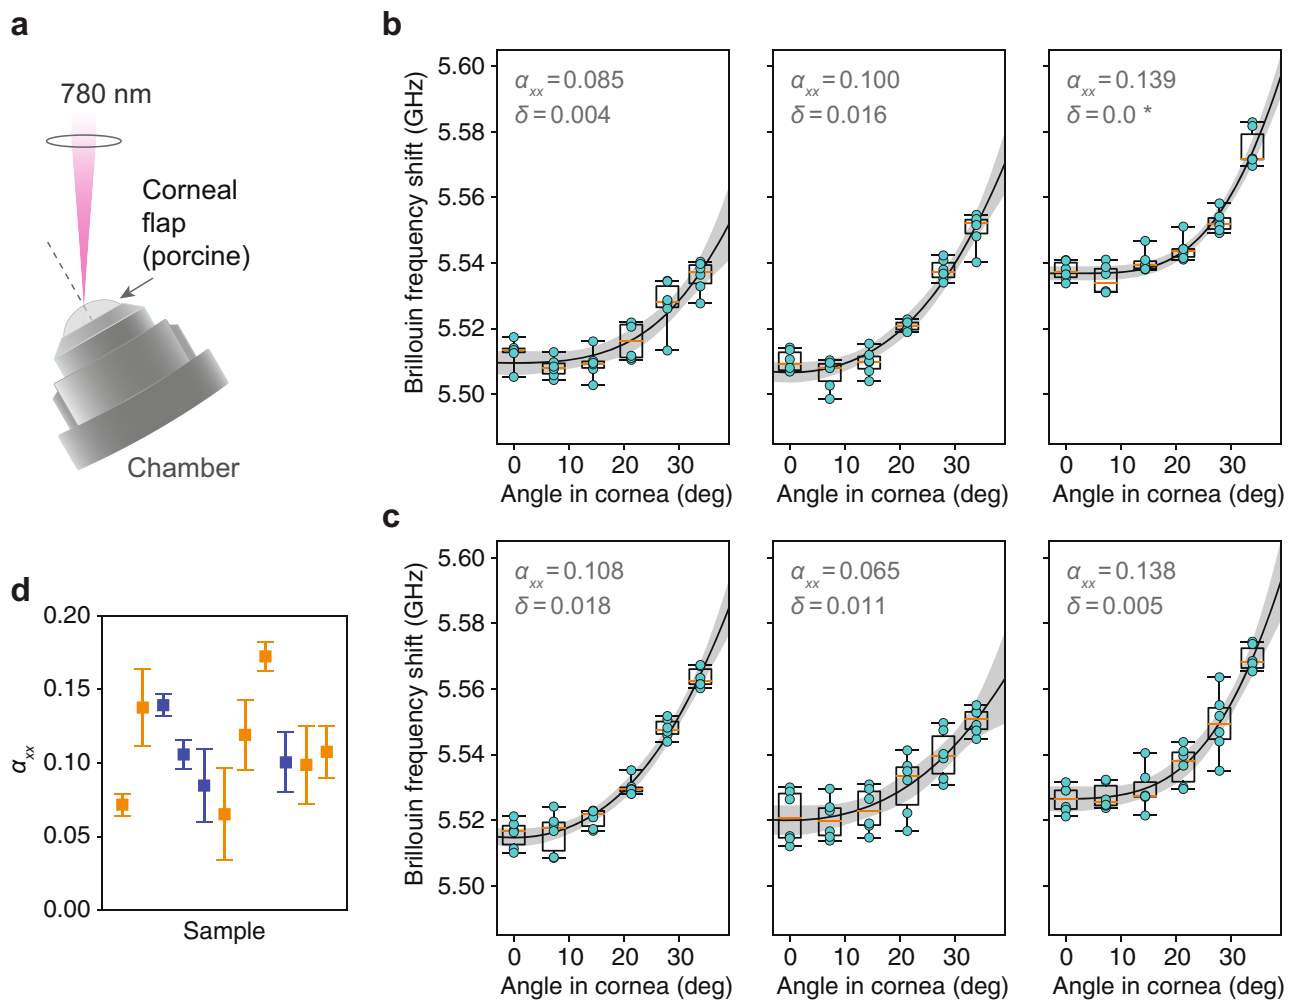 a
780 nm
Corneal
flap
(porcine)
Chamber
b
Brillouin frequency shift (GHz)
5.60
5.58
5.56
5.54
5.52
5.50
αxx = 0.085
δ = 0.004
0 10 20 30
Angle in cornea (deg)
αxx = 0.100
δ = 0.016
0 10 20 30
Angle in cornea (deg)
αxx = 0.139
δ = 0.0 *
0 10 20 30
Angle in cornea (deg)
c
Brillouin frequency shift (GHz)
5.60
5.58
5.56
5.54
5.52
5.50
αxx = 0.108
δ = 0.018
0 10 20 30
Angle in cornea (deg)
αxx = 0.065
δ = 0.011
0 10 20 30
Angle in cornea (deg)
αxx = 0.138
δ = 0.005
0 10 20 30
Angle in cornea (deg)
d
αxx
0.20
0.15
0.10
0.05
0.00
Sample